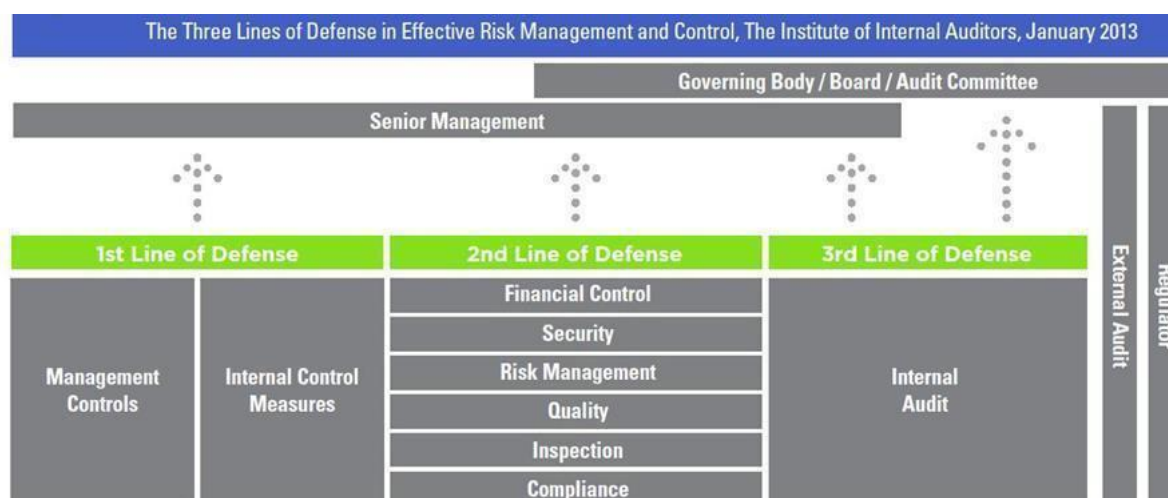 The Three Lines of Defense in Effective Risk Management and Control, The Institute of Internal Auditors, January 2013
Governing Body / Board / Audit Committee
Senior Management
1st Line of Defense
2nd Line of Defense
3rd Line of Defense
Management
Controls
Internal Control
Measures
Financial Control
Security
Risk Management
Quality
Inspection
Compliance
Internal
Audit
External Audit
Regulator